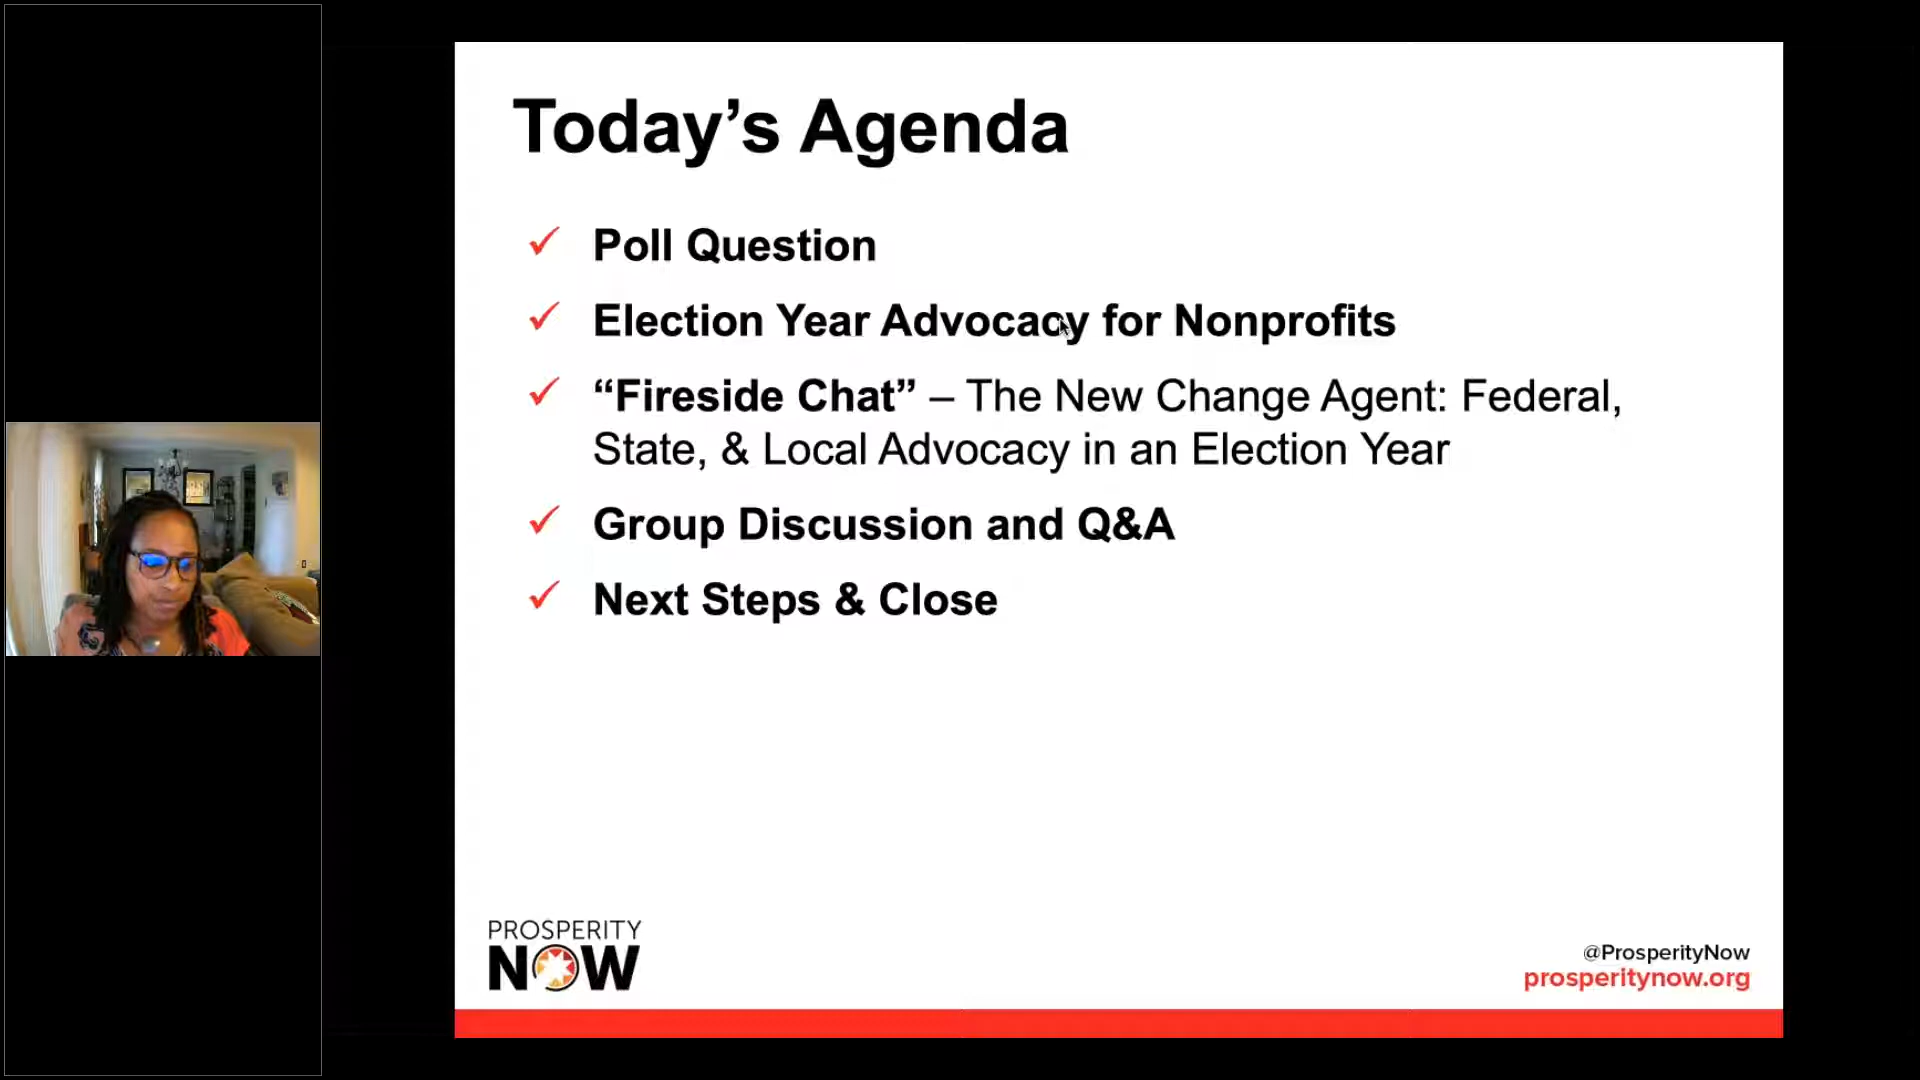 Today’s Agenda
✓ Poll Question
✓ Election Year Advocacy for Nonprofits
✓ “Fireside Chat” – The New Change Agent: Federal,
State, & Local Advocacy in an Election Year
✓ Group Discussion and Q&A
✓ Next Steps & Close
PROSPERITY
NOW
@ProsperityNow
prosperitynow.org